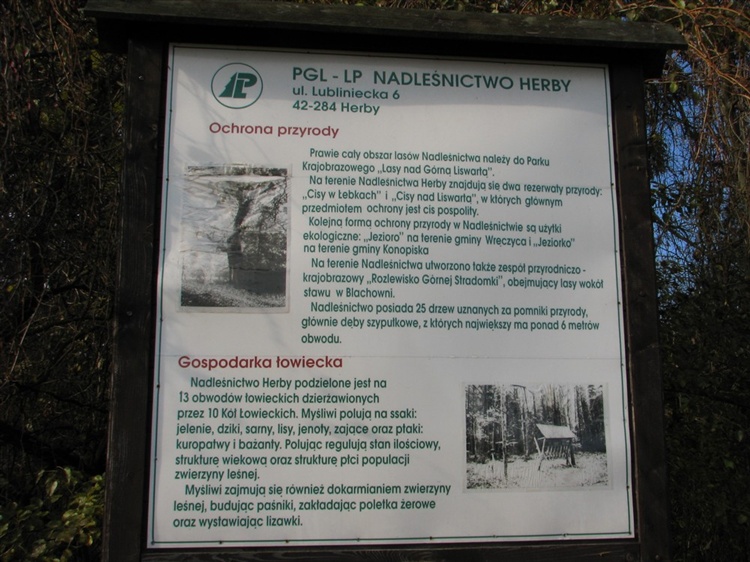 LP
PGL - LP NADLEŚNICTWO HERBY
ul. Lubliniecka 6
42-284 Herby
Ochrona przyrody
Prawie cały obszar lasów Nadleśnictwa należy do Parku
Krajobrazowego „Lasy nad Górną Liswartą".
Na terenie Nadleśnictwa Herby znajdują sie dwa rezerwaty przyrody:
„Cisy w Łebkach" i „Cisy nad Liswartą", w których głównym
przedmiotem ochrony jest cis pospolity.
Kolejną forma ochrony przyrody w Nadleśnictwie są użytki
ekologiczne: „Jezioro" na terenie gminy Wręczyca i „Jeziorko"
na terenie gminy Konopiska
Na terenie Nadleśnictwa utworzono także zespół przyrodniczo -
krajobrazowy „Rozlewisko Górnej Stradomki", obejmujący lasy wokół
stawu w Blachowni.
Nadleśnictwo posiada 25 drzew uznanych za pomniki przyrody,
głównie dęby szypułkowe, z których największy ma ponad 6 metrów
obwodu.
Gospodarka łowiecka
Nadleśnictwo Herby podzielone jest na
13 obwodów łowieckich dzierżawionych
przez 10 Kół Łowieckich. Myśliwi polują na ssaki:
jelenie, dziki, sarny, lisy, jenoty, zające oraz ptaki:
kuropatwy i bażanty. Polując regulują stan ilościowy,
strukturę wiekową oraz strukturę płci populacji
zwierzyny leśnej.
Myśliwi zajmują się również dokarmianiem zwierzyny
leśnej, budując paśniki, zakładając poletka żerowe
oraz wystawiając lizawki.